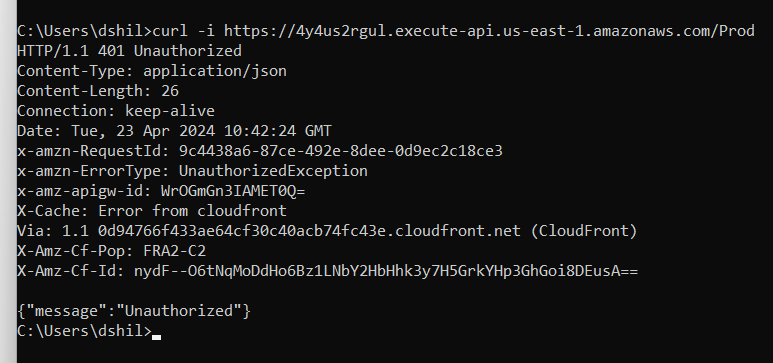 C:\Users\dshil>curl -i https://4y4us2rgul.execute-api.us-east-1.amazonaws.com/Prod
HTTP/1.1 401 Unauthorized
Content-Type: application/json
Content-Length: 26
Connection: keep-alive
Date: Tue, 23 Apr 2024 10:42:24 GMT
x-amzn-RequestId: 9c4438a6-87ce-492e-8dee-0d9ec2c18ce3
x-amzn-ErrorType: UnauthorizedException
x-amz-apigw-id: WrOGmGn3IAMET0Q=
X-Cache: Error from cloudfront
Via: 1.1 0d94766f433ae64cf30c40acb74fc43e.cloudfront.net (CloudFront)
X-Amz-Cf-Pop: FRA2-C2
X-Amz-Cf-Id: nydF--O6tNqMoDdHo6Bz1LNbY2HbHhk3y7H5GrkYHp3GhGoi8DEusA==
{"message":"Unauthorized"}
C:\Users\dshil>